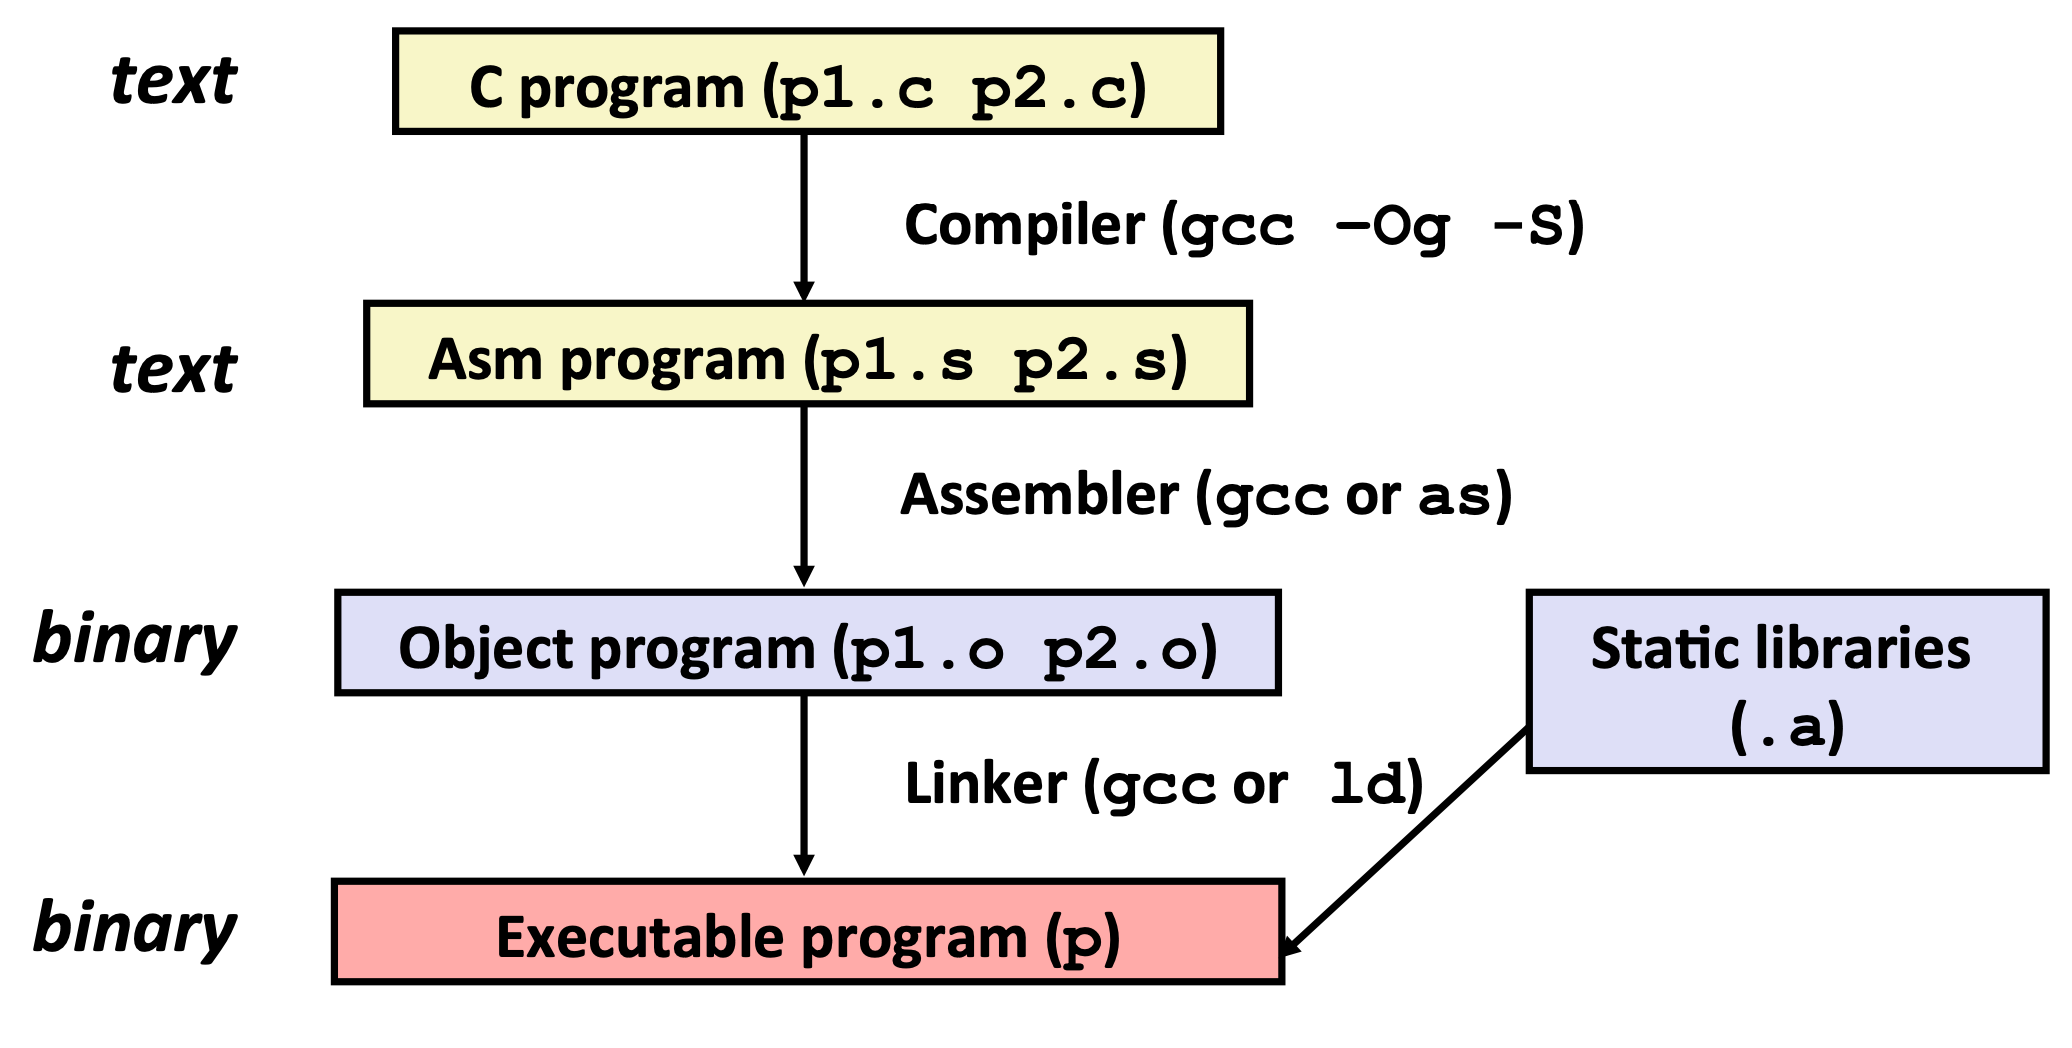 text
C program (p1.c p2.c)
Compiler (gcc –Og -S)
text
Asm program (p1.s p2.s)
Assembler (gcc or as)
binary
Object program (p1.o p2.o)
Static libraries
(.a)
Linker (gcc or ld)
binary
Executable program (p)